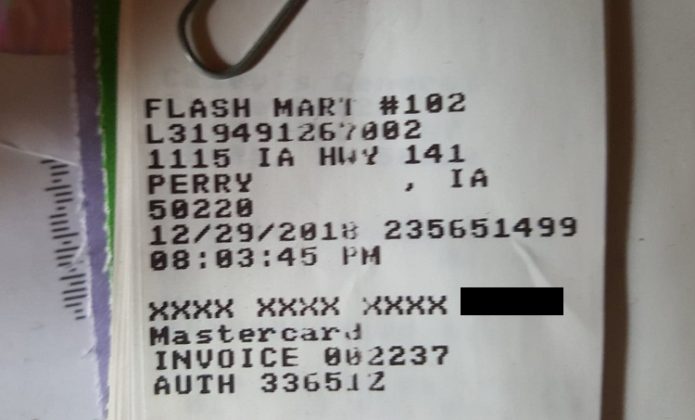 FLASH MART #102
L319491267002
1115 IA HWY 141
PERRY , IA
50220
12/29/2018 235651499
08:03:45 PM
XXXX XXXX XXXX
Mastercard
INVOICE 002237
AUTH 336512